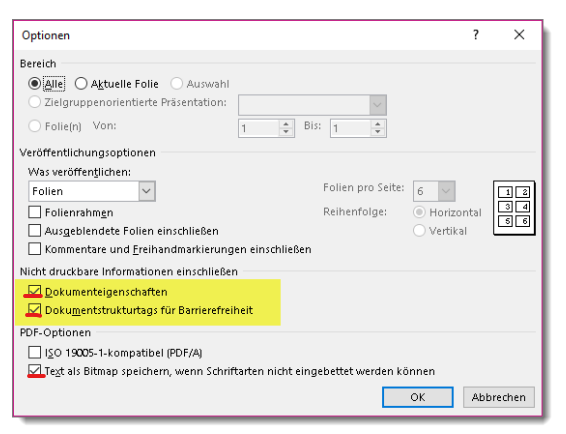 Optionen ? ×
Bereich
Alle Aktuelle Folie Auswahl
Zielgruppenorientierte Präsentation:
Folie(n) Von: 1 Bis: 1
Veröffentlichungsoptionen
Was veröffentlichen:
Folien Folien pro Seite: 6
Folienrahmen Reihenfolge: Horizontal
Ausgeblendete Folien einschließen Vertikal
Kommentare und Freihandmarkierungen einschließen
1 2
3 4
5 6
Nicht druckbare Informationen einschließen
Dokumenteigenschaften
Dokumentstrukturtags für Barrierefreiheit
PDF-Optionen
ISO 19005-1-kompatibel (PDF/A)
Text als Bitmap speichern, wenn Schriftarten nicht eingebettet werden können
OK Abbrechen